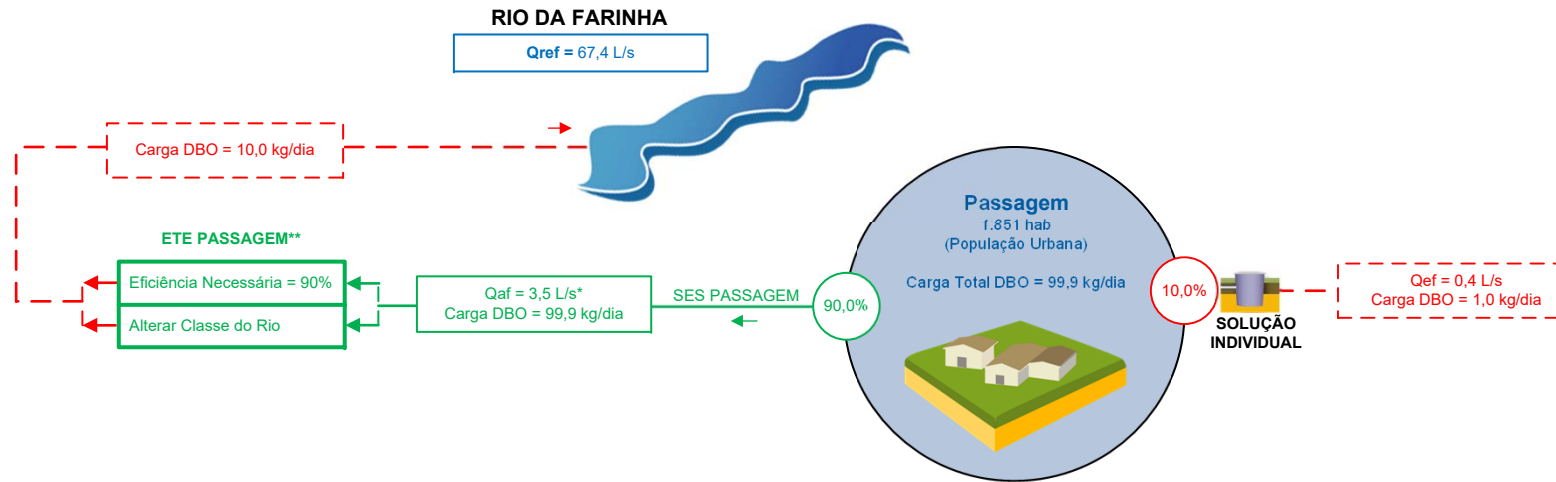 RIO DA FARINHA
Qref = 67,4 L/s
Carga DBO = 10,0 kg/dia
ETE PASSAGEM**
Eficiência Necessária = 90%
Alterar Classe do Rio
Qaf = 3,5 L/s*
Carga DBO = 99,9 kg/dia
SES PASSAGEM
90,0%
Passagem
1.851 hab
(População Urbana)
Carga Total DBO = 99,9 kg/dia
10,0%
SOLUÇÃO
INDIVIDUAL
Qef = 0,4 L/s
Carga DBO = 1,0 kg/dia